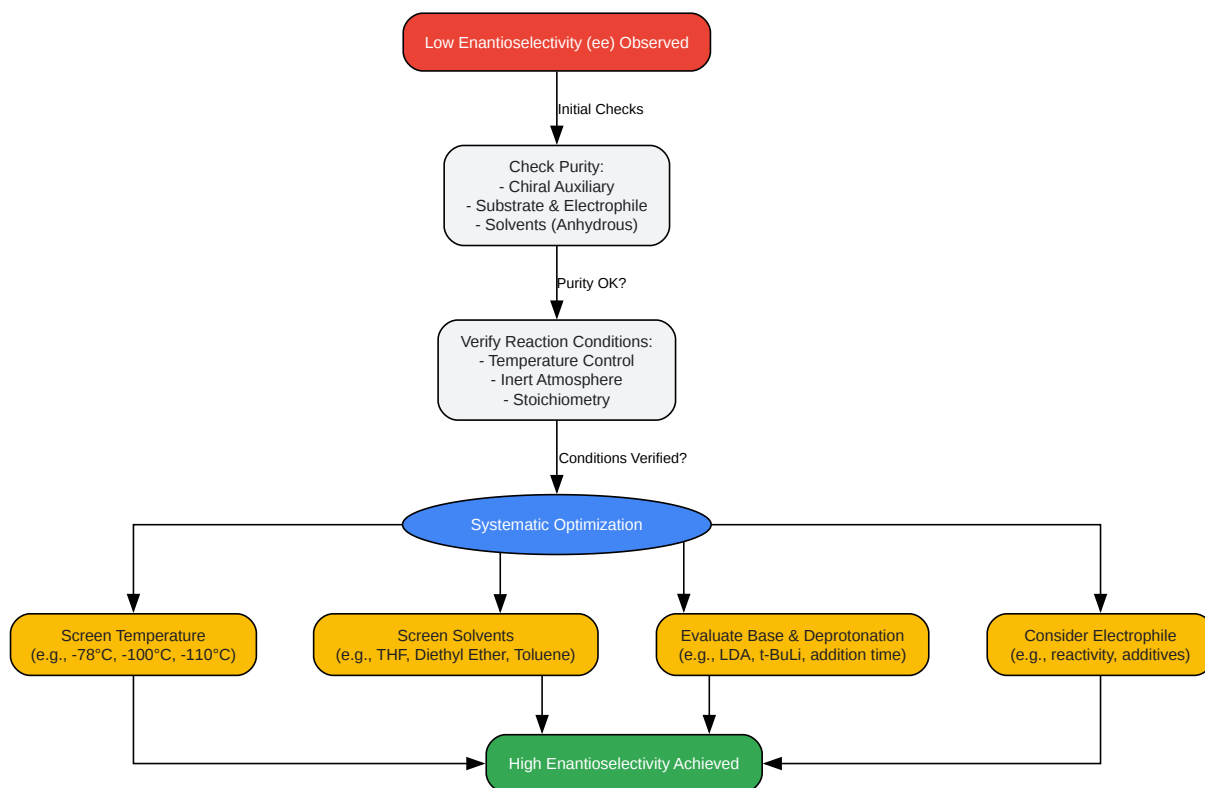 Low Enantioselectivity (ee) Observed
Initial Checks
Check Purity:
- Chiral Auxiliary
- Substrate & Electrophile
- Solvents (Anhydrous)
Purity OK?
Verify Reaction Conditions:
- Temperature Control
- Inert Atmosphere
- Stoichiometry
Conditions Verified?
Systematic Optimization
Screen Temperature
(e.g., -78°C, -100°C, -110°C)
Screen Solvents
(e.g., THF, Diethyl Ether, Toluene)
Evaluate Base & Deprotonation
(e.g., LDA, t-BuLi, addition time)
Consider Electrophile
(e.g., reactivity, additives)
High Enantioselectivity Achieved